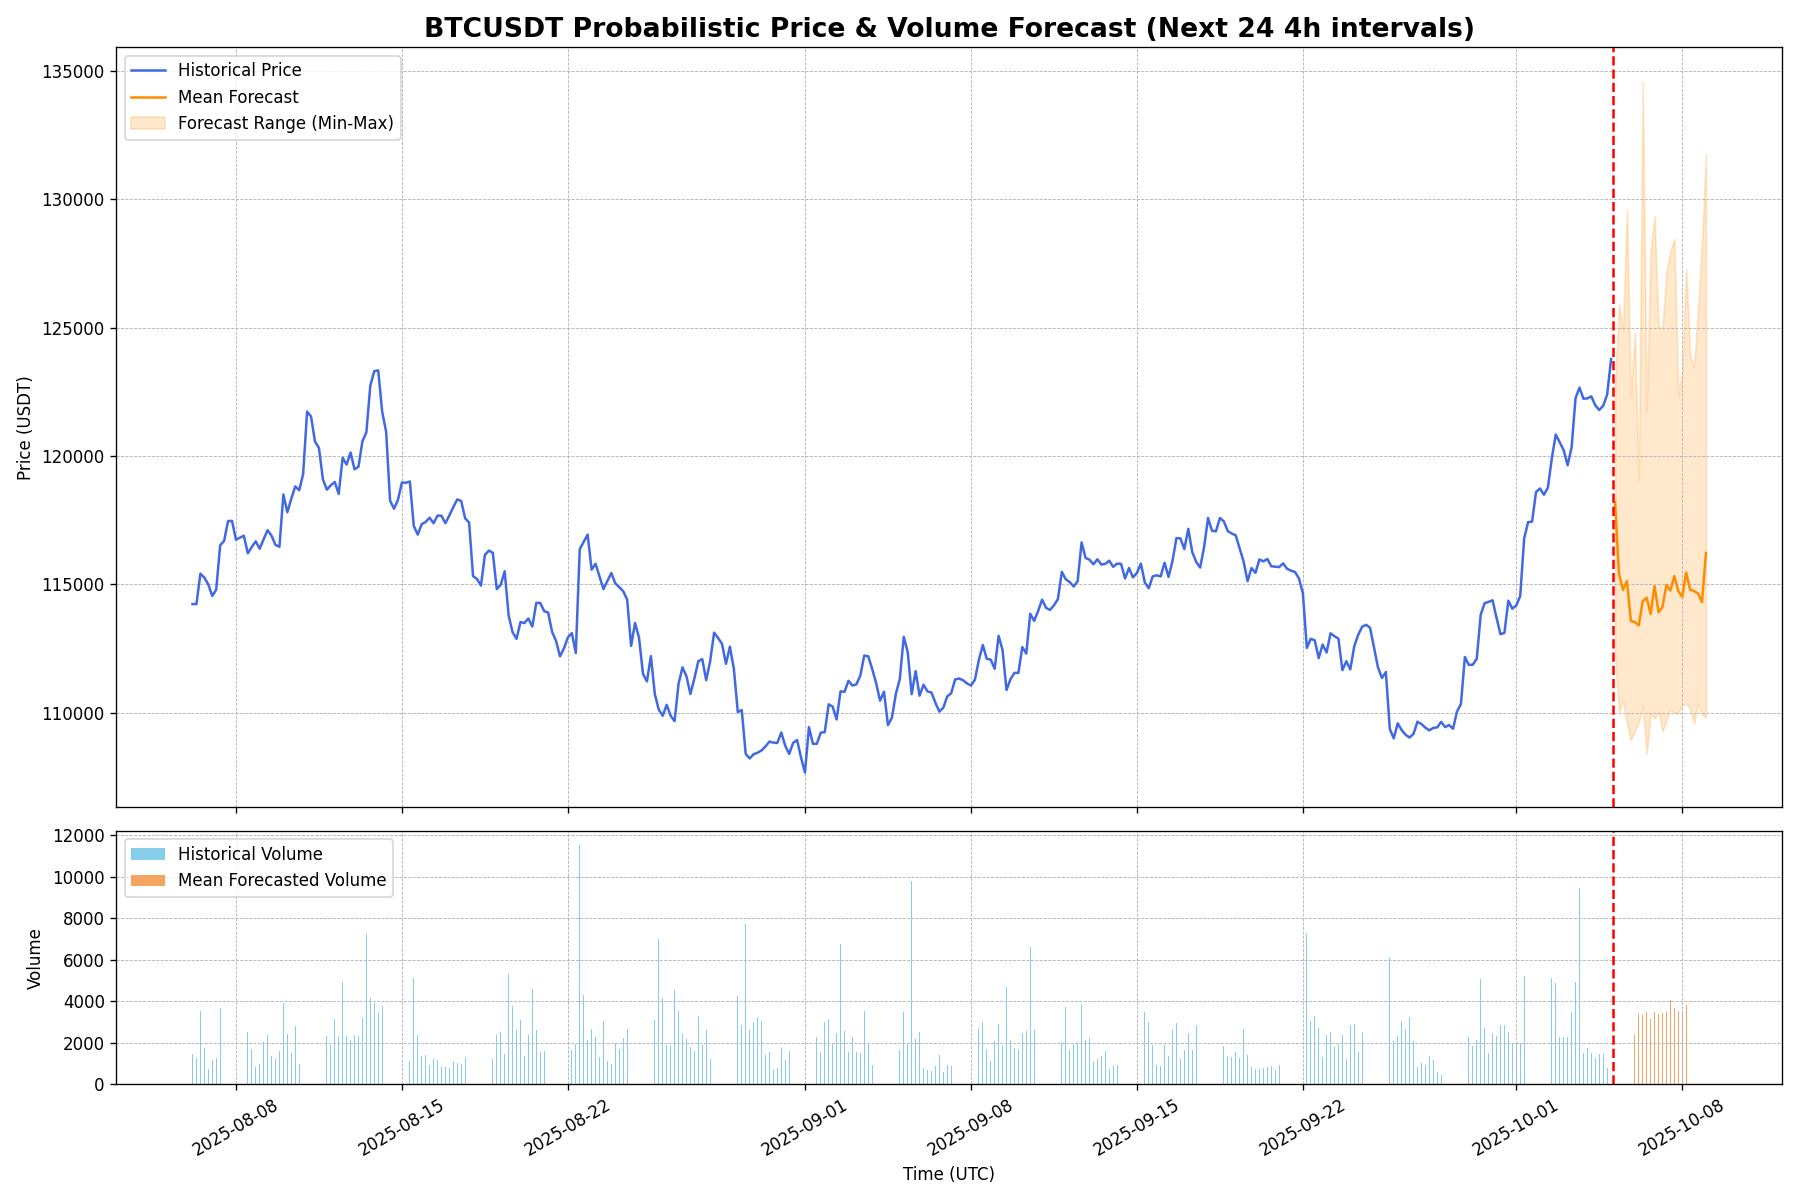 BTCUSDT Probabilistic Price & Volume Forecast (Next 24 4h intervals)
Historical Price
Mean Forecast
Forecast Range (Min-Max)
135000
130000
125000
120000
115000
110000
Price (USDT)
Historical Volume
Mean Forecasted Volume
12000
10000
8000
6000
4000
2000
0
Volume
2025-08-08
2025-08-15
2025-08-22
2025-09-01
2025-09-08
2025-09-15
2025-09-22
2025-10-01
2025-10-08
Time (UTC)